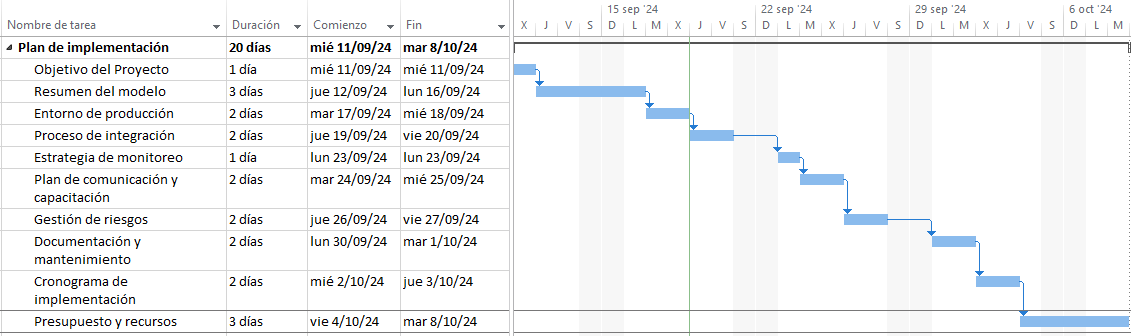 Nombre de tarea Duración Comienzo Fin
15 sep '24 22 sep '24 29 sep '24 6 oct '24
X J V S D L M X J V S D L M X J V S D L M X J V S D L M
Plan de implementación 20 días mié 11/09/24 mar 8/10/24
Objetivo del Proyecto 1 día mié 11/09/24 mié 11/09/24
Resumen del modelo 3 días jue 12/09/24 lun 16/09/24
Entorno de producción 2 días mar 17/09/24 mié 18/09/24
Proceso de integración 2 días jue 19/09/24 vie 20/09/24
Estrategia de monitoreo 1 día lun 23/09/24 lun 23/09/24
Plan de comunicación y 2 días mar 24/09/24 mié 25/09/24
capacitación
Gestión de riesgos 2 días jue 26/09/24 vie 27/09/24
Documentación y 2 días lun 30/09/24 mar 1/10/24
mantenimiento
Cronograma de 2 días mié 2/10/24 jue 3/10/24
implementación
Presupuesto y recursos 3 días vie 4/10/24 mar 8/10/24